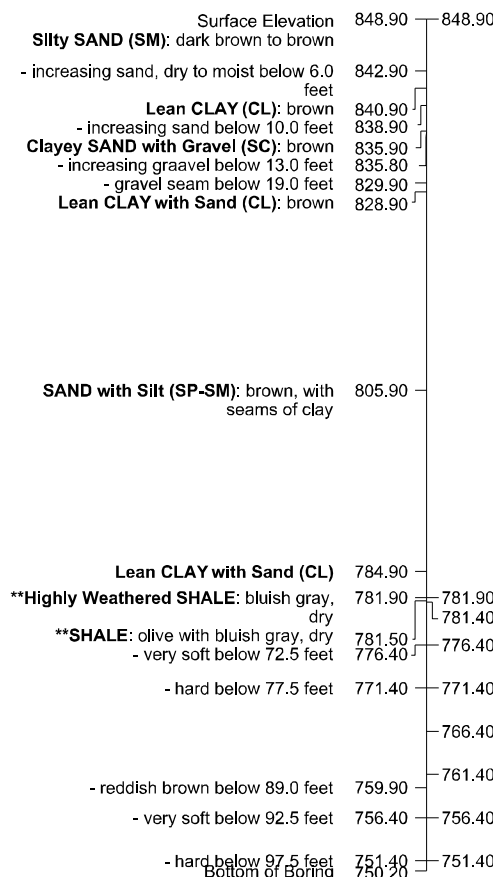 Surface Elevation 848.90 848.90
Silty SAND (SM): dark brown to brown
- increasing sand, dry to moist below 6.0 842.90
feet
Lean CLAY (CL): brown 840.90
- increasing sand below 10.0 feet 838.90
Clayey SAND with Gravel (SC): brown 835.90
- increasing graavel below 13.0 feet 835.80
- gravel seam below 19.0 feet 829.90
Lean CLAY with Sand (CL): brown 828.90
SAND with Silt (SP-SM): brown, with 805.90
seams of clay
Lean CLAY with Sand (CL) 784.90
**Highly Weathered SHALE: bluish gray, 781.90 781.90
dry 781.40
**SHALE: olive with bluish gray, dry 781.50
- very soft below 72.5 feet 776.40 776.40
- hard below 77.5 feet 771.40 771.40
766.40
761.40
- reddish brown below 89.0 feet 759.90
- very soft below 92.5 feet 756.40 756.40
- hard below 97.5 feet 751.40 751.40
Bottom of Boring 750.20